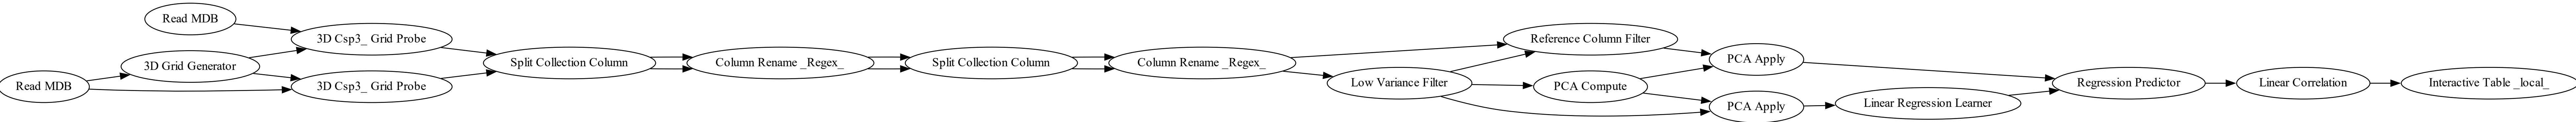 Read MDB
3D Csp3_ Grid Probe
Reference Column Filter
3D Grid Generator
Split Collection Column
Column Rename _Regex_
Split Collection Column
Column Rename _Regex_
PCA Apply
Read MDB
3D Csp3_ Grid Probe
Low Variance Filter
PCA Compute
Regression Predictor
Linear Correlation
Interactive Table _local_
PCA Apply
Linear Regression Learner